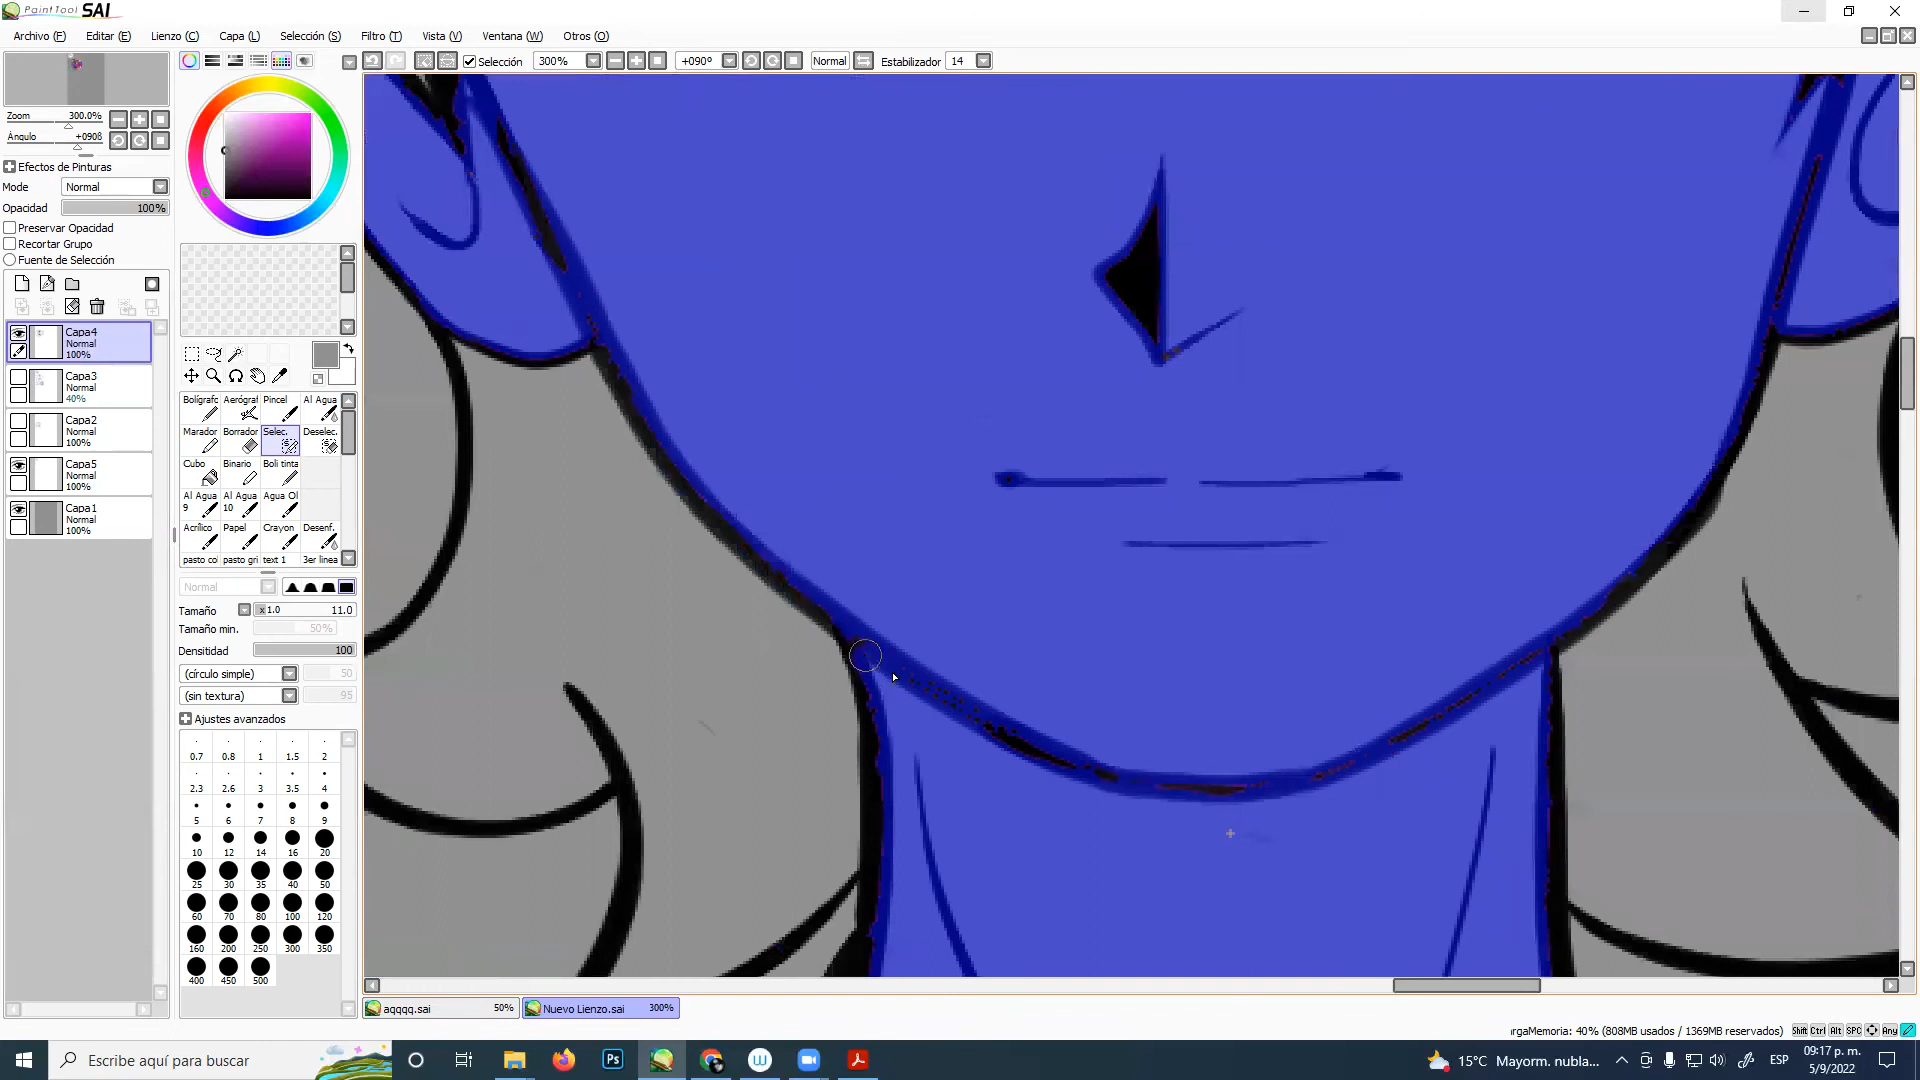 PaintTool SAI
Archivo (F) Editar (E) Lienzo (C) Capa (L) Selección (S) Filtro (T) Vista (V) Ventana (W) Otros (O)
Selección 300% +090º Normal Estabilizador 14
Zoom 300.0%
Ángulo +090ß
Efectos de Pinturas
Mode Normal
Opacidad 100%
Preservar Opacidad
Recortar Grupo
Fuente de Selección
Capa4
Normal
100%
Capa3
Normal
40%
Capa2
Normal
100%
Capa5
Normal
100%
Capa1
Normal
100%
Bolígrafc Aerógraf Pincel Al Agua
Marador Borrador Selec. Deselec.
Cubo Binario Boli tinta
Al Agua 9 Al Agua 10 Agua Ol
Acrílico Papel Crayon Desenf.
pasto co pasto gri text 1 3er linea
Normal
Tamaño x 1.0 11.0
Tamaño min. 50%
Densitidad 100
(círculo simple) 50
(sin textura) 95
Ajustes avanzados
0.7 0.8 1 1.5 2
2.3 2.6 3 3.5 4
5 6 7 8 9
10 12 14 16 20
25 30 35 40 50
60 70 80 100 120
160 200 250 300 350
400 450 500
aqqqq.sai 50% Nuevo Lienzo.sai 300%
ırgaMemoria: 40% (808MB usados / 1369MB reservados) Shift Ctrl Alt SPC Any
Escribe aquí para buscar
Ps
15°C Mayorm. nubla...
ESP
09:17 p. m.
5/9/2022